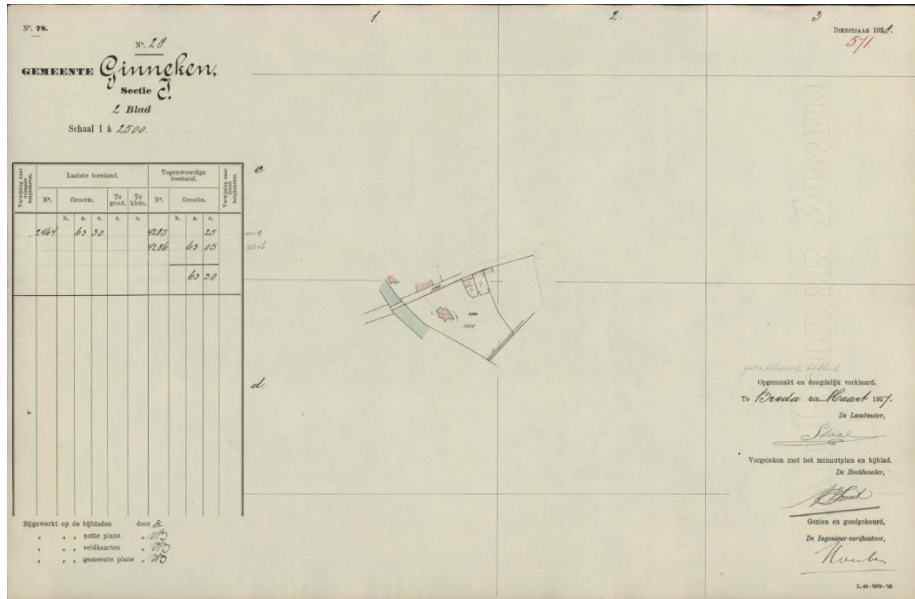 1 2. 3
Nº. 78.
DIENSTJAAR 1928.
571
Nº. 28
GEMEENTE Ginneken.
Sectie J.
2 Blad
Schaal 1 à 2500.
Laatste toestand. Tegenwoordige toestand.
Nº. Grootte. Te groot. Te klein. Nº. Grootte.
h. a. c. c. c. h. a. c.
2464 63 30 4285 25
4286 63 05
63 30
c
d.
Opgemaakt en deugdelijk verklaard.
Te Breda den Maart 1927.
De Landmeter,
Vergeleken met het minuutplan en bijblad.
De Boekhouder,
Gezien en goedgekeurd,
De Ingenieur-verificateur,
Bijgewerkt op de bijbladen door
" " " nette plans "
" " " veldkaarten "
" " " gemeente plans "